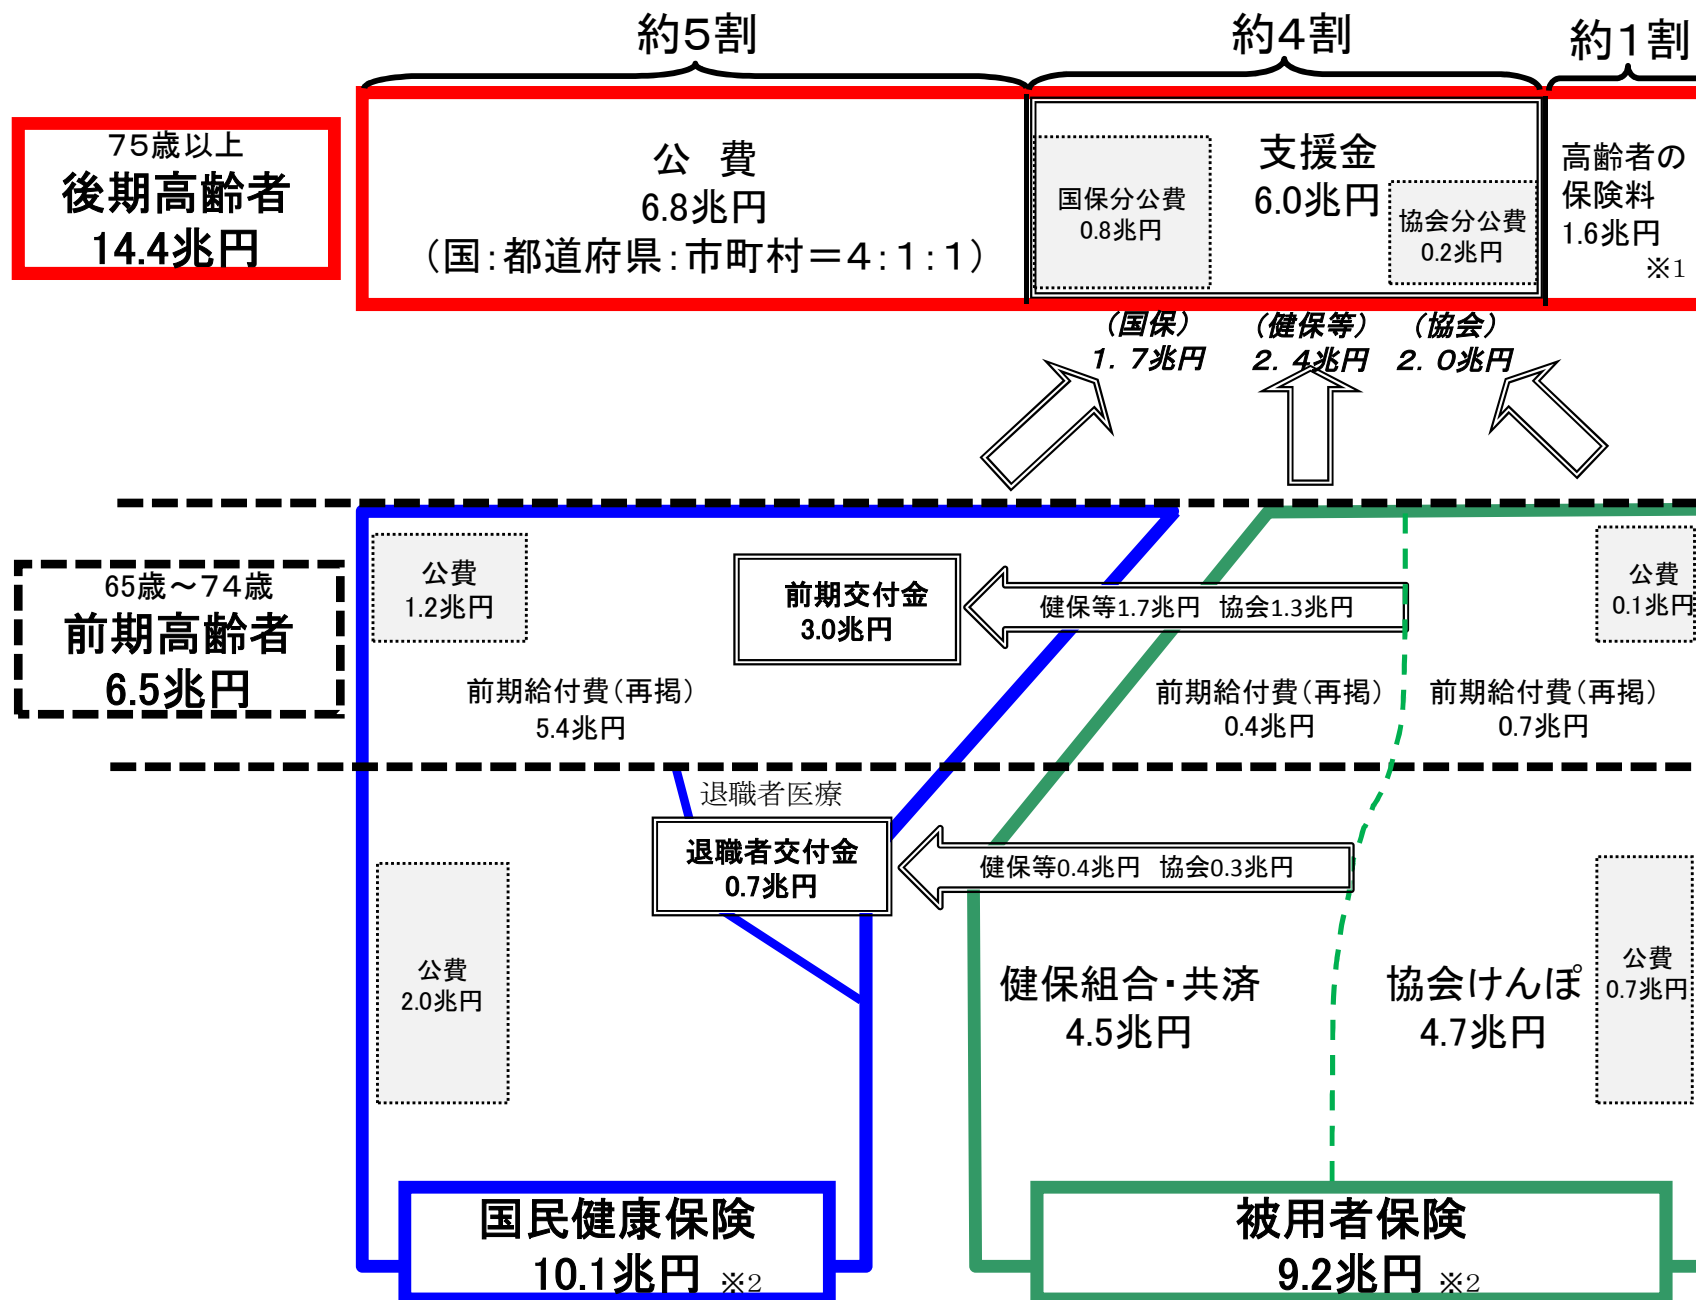 約5割
約4割
約1割
75歳以上
後期高齢者
14.4兆円
公　費
6.8兆円
（国：都道府県：市町村＝4：1：1）
支援金
6.0兆円
国保分公費
0.8兆円
協会分公費
0.2兆円
高齢者の
保険料
1.6兆円
※1
（国保）
1．7兆円
（健保等）
2．4兆円
（協会）
2．0兆円
65歳～74歳
前期高齢者
6.5兆円
公費
1.2兆円
前期交付金
3.0兆円
健保等1.7兆円　協会1.3兆円
公費
0.1兆円
前期給付費（再掲）
5.4兆円
前期給付費（再掲）
0.4兆円
前期給付費（再掲）
0.7兆円
退職者医療
退職者交付金
0.7兆円
健保等0.4兆円　協会0.3兆円
公費
2.0兆円
健保組合・共済
4.5兆円
協会けんぽ
4.7兆円
公費
0.7兆円
国民健康保険
10.1兆円 ※2
被用者保険
9.2兆円 ※2